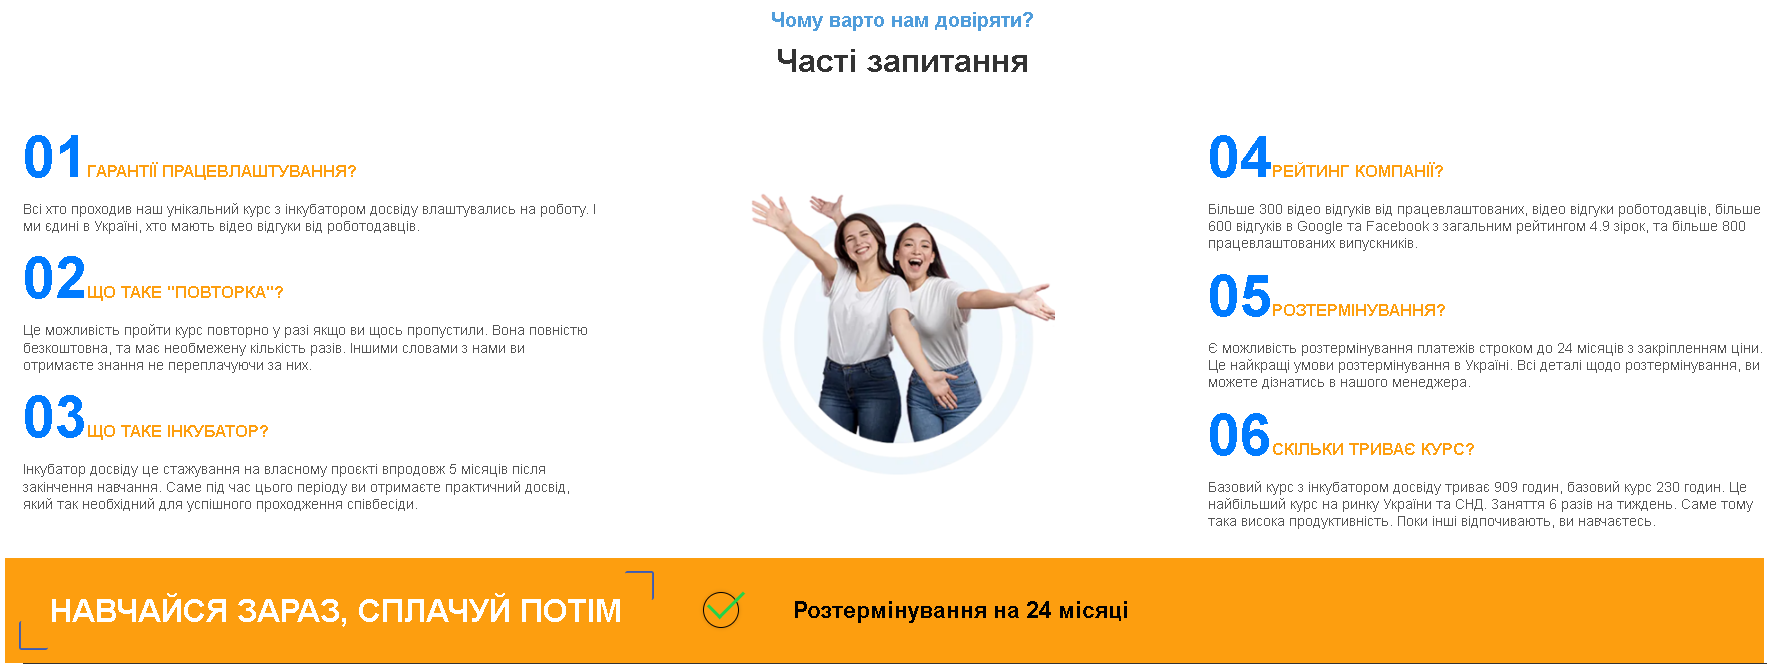 Чому варто нам довіряти?
Часті запитання
01 ГАРАНТІЇ ПРАЦЕВЛАШТУВАННЯ?
Всі хто проходив наш унікальний курс з інкубатором досвіду влаштувались на роботу. І
ми єдині в Україні, хто мають відео відгуки від роботодавців.
02 ЩО ТАКЕ "ПОВТОРКА"?
Це можливість пройти курс повторно у разі якщо ви щось пропустили. Вона повністю
безкоштовна, та має необмежену кількість разів. Іншими словами з нами ви
отримаєте знання не переплачуючи за них.
03 ЩО ТАКЕ ІНКУБАТОР?
Інкубатор досвіду це стажування на власному проєкті впродовж 5 місяців після
закінчення навчання. Саме під час цього періоду ви отримаєте практичний досвід,
який так необхідний для успішного проходження співбесіди.
04 РЕЙТИНГ КОМПАНІЇ?
Більше 300 відео відгуків від працевлаштованих, відео відгуки роботодавців, більше
600 відгуків в Google та Facebook з загальним рейтингом 4.9 зірок, та більше 800
працевлаштованих випускників.
05 РОЗТЕРМІНУВАННЯ?
Є можливість розтермінування платежів строком до 24 місяців з закріпленням ціни.
Це найкращі умови розтермінування в Україні. Всі деталі щодо розтермінування, ви
можете дізнатись в нашого менеджера.
06 СКІЛЬКИ ТРИВАЄ КУРС?
Базовий курс з інкубатором досвіду триває 909 годин, базовий курс 230 годин. Це
найбільший курс на ринку України та СНД. Заняття 6 разів на тиждень. Саме тому
така висока продуктивність. Поки інші відпочивають, ви навчаєтесь.
НАВЧАЙСЯ ЗАРАЗ, СПЛАЧУЙ ПОТІМ
Розтермінування на 24 місяці